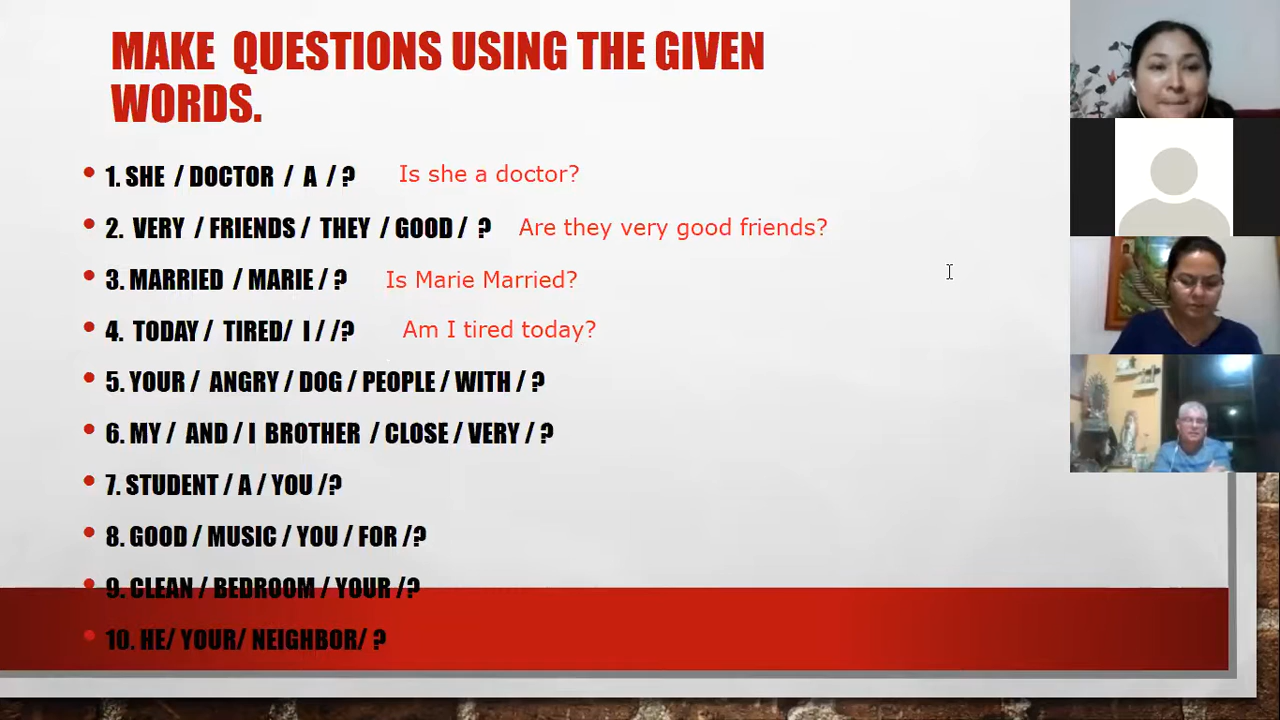 MAKE QUESTIONS USING THE GIVEN
WORDS.
• 1. SHE / DOCTOR / A / ? Is she a doctor?
• 2. VERY / FRIENDS / THEY / GOOD / ? Are they very good friends?
• 3. MARRIED / MARIE / ? Is Marie Married?
• 4. TODAY / TIRED/ I / /? Am I tired today?
• 5. YOUR / ANGRY / DOG / PEOPLE / WITH / ?
• 6. MY / AND / I BROTHER / CLOSE / VERY / ?
• 7. STUDENT / A / YOU /?
• 8. GOOD / MUSIC / YOU / FOR /?
• 9. CLEAN / BEDROOM / YOUR /?
• 10. HE/ YOUR/ NEIGHBOR/ ?